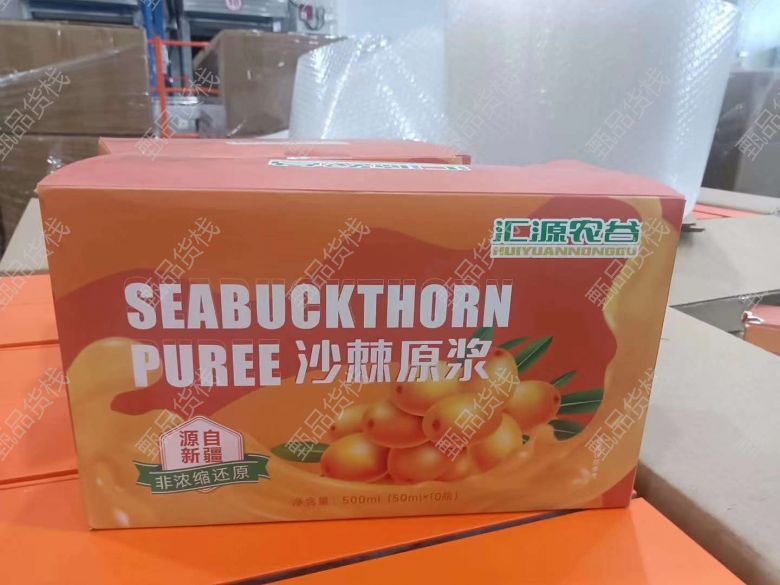 汇源农谷
HUIYUANNONGGU
SEABUCKTHORN
PUREE 沙棘原浆
源自
新疆
非浓缩还原
净含量：500ml（50ml×10瓶）
甄品货栈